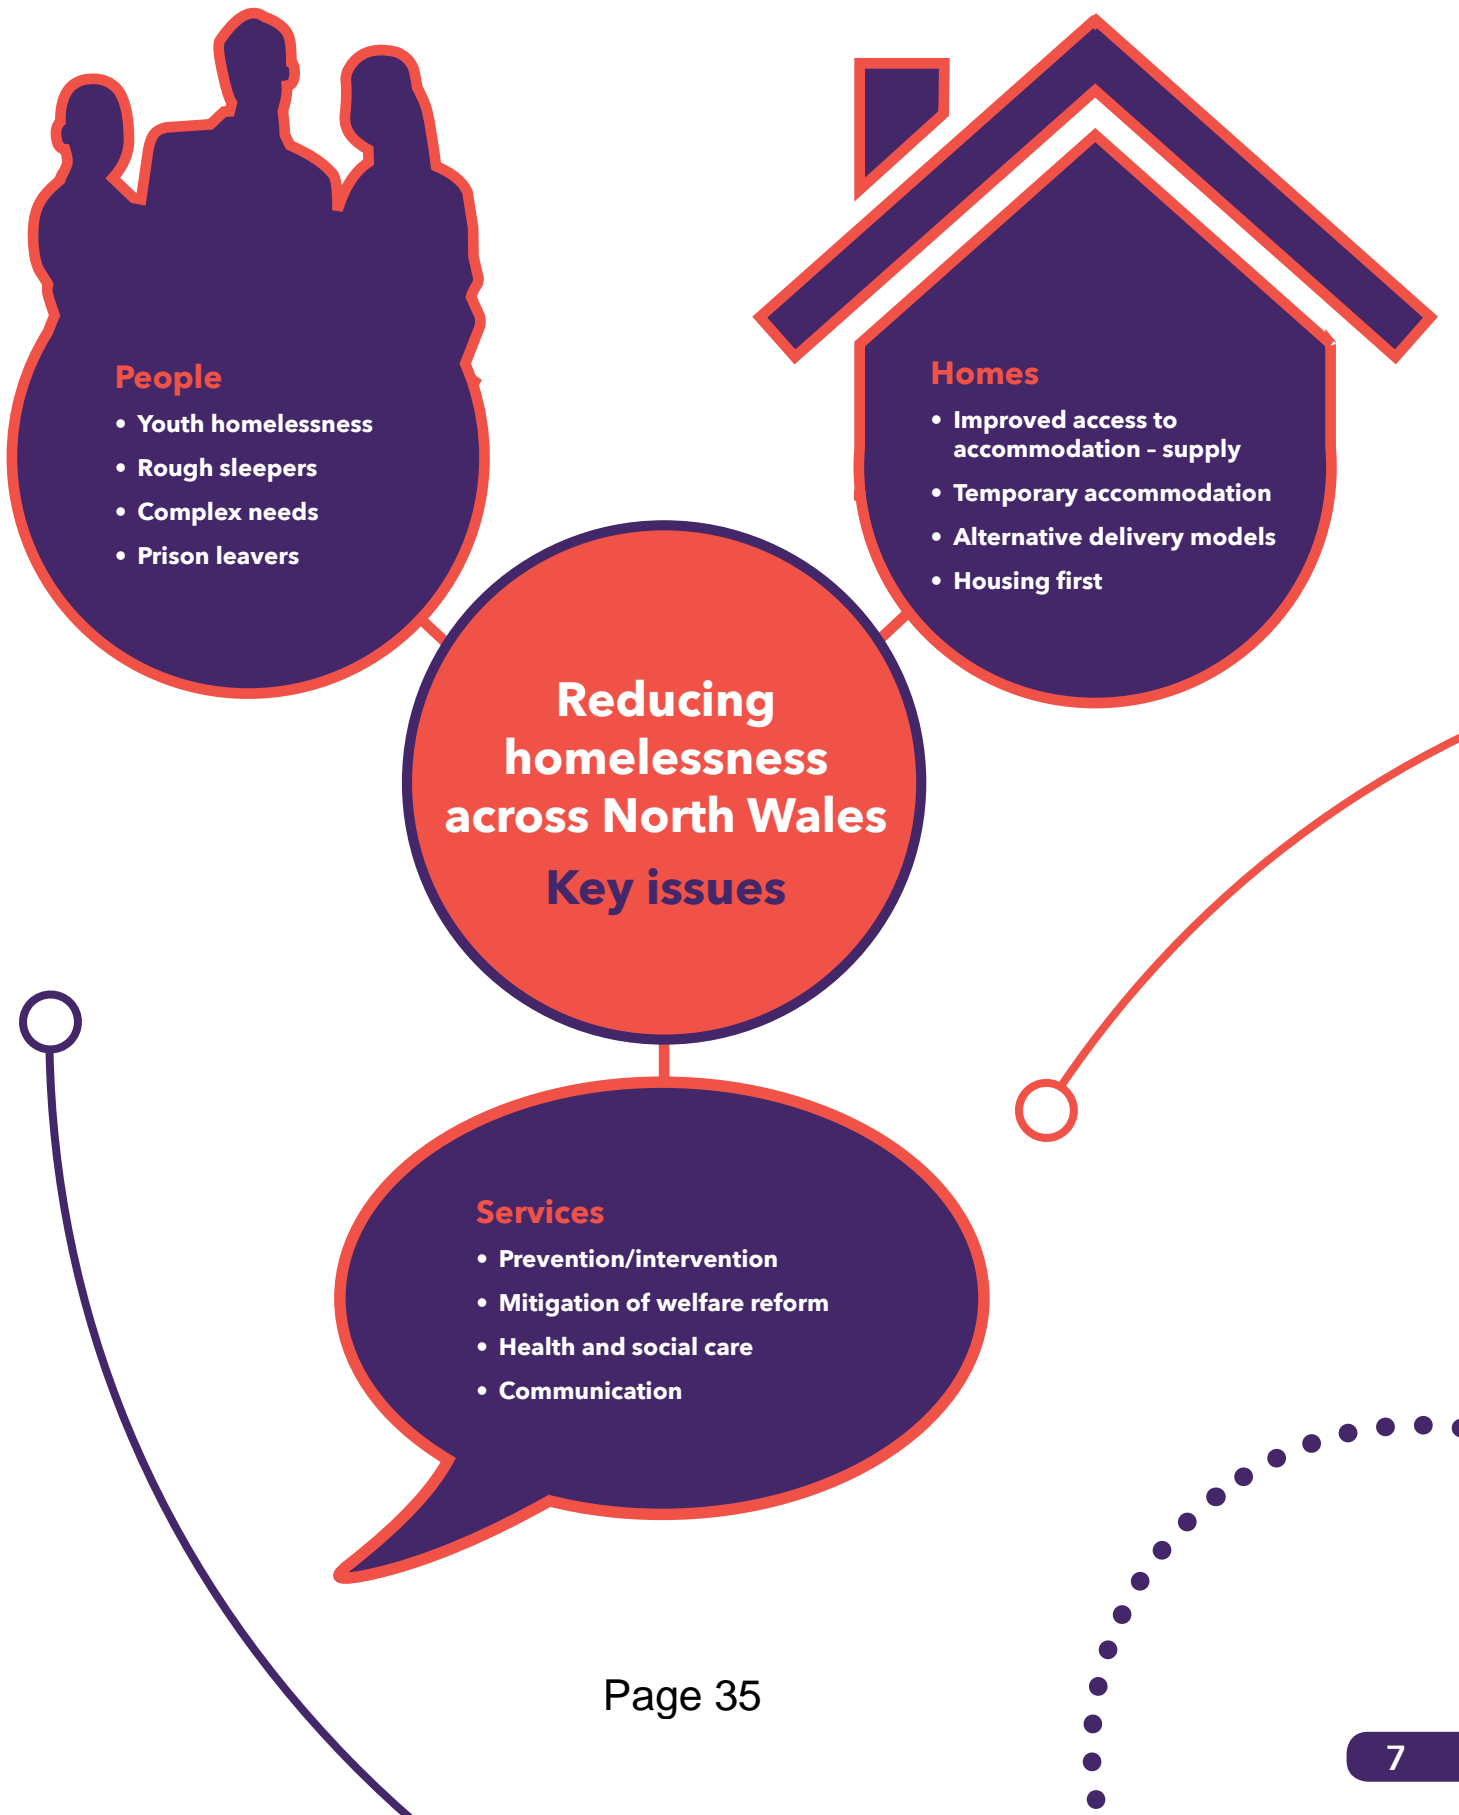 People
• Youth homelessness
• Rough sleepers
• Complex needs
• Prison leavers
Homes
• Improved access to
accommodation – supply
• Temporary accommodation
• Alternative delivery models
• Housing first
Reducing
homelessness
across North Wales
Key issues
Services
• Prevention/intervention
• Mitigation of welfare reform
• Health and social care
• Communication
Page 35
7